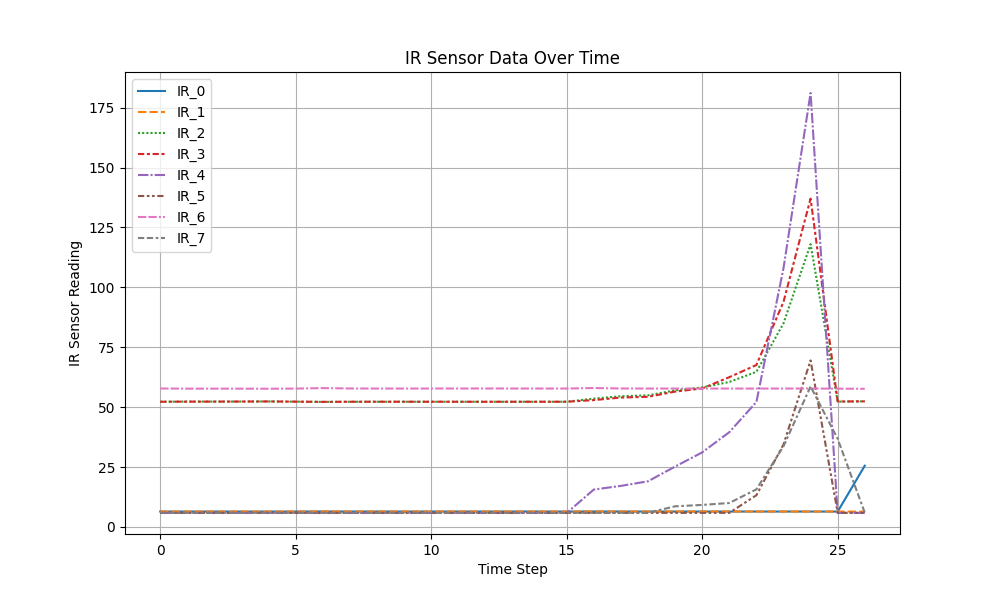 IR Sensor Data Over Time
IR_0
IR_1
IR_2
IR_3
IR_4
IR_5
IR_6
IR_7
IR Sensor Reading
175
150
125
100
75
50
25
0
0 5 10 15 20 25
Time Step